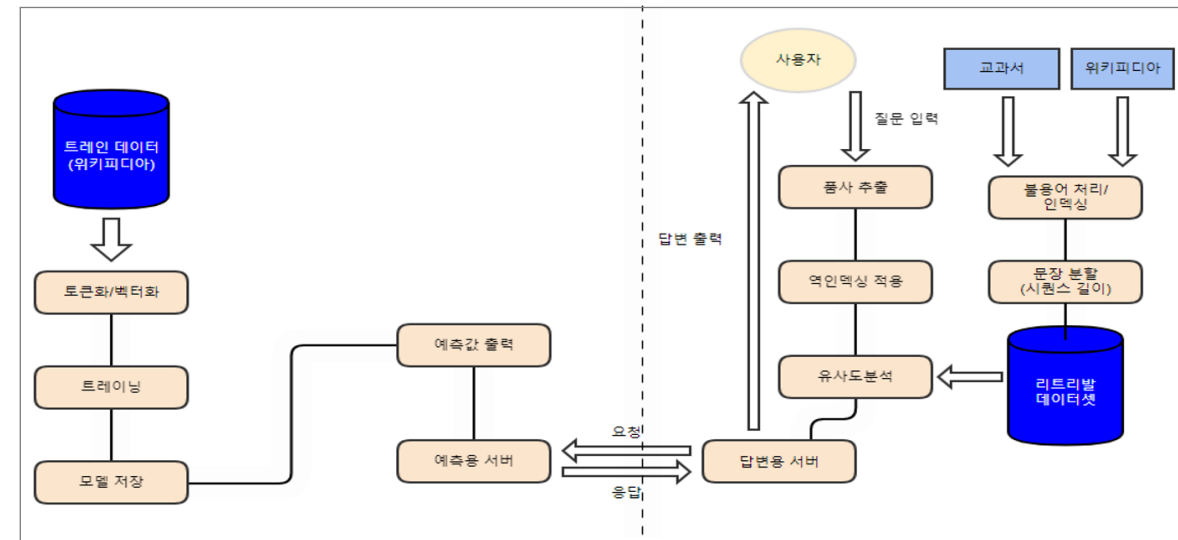 트레인 데이터
(위키피디아)
토큰화/벡터화
트레이닝
모델 저장
예측값 출력
예측용 서버
요청
응답
답변 출력
사용자
질문 입력
품사 추출
역인덱싱 적용
유사도분석
답변용 서버
교과서
위키피디아
불용어 처리/
인덱싱
문장 분할
(시퀀스 길이)
리트리발
데이터셋